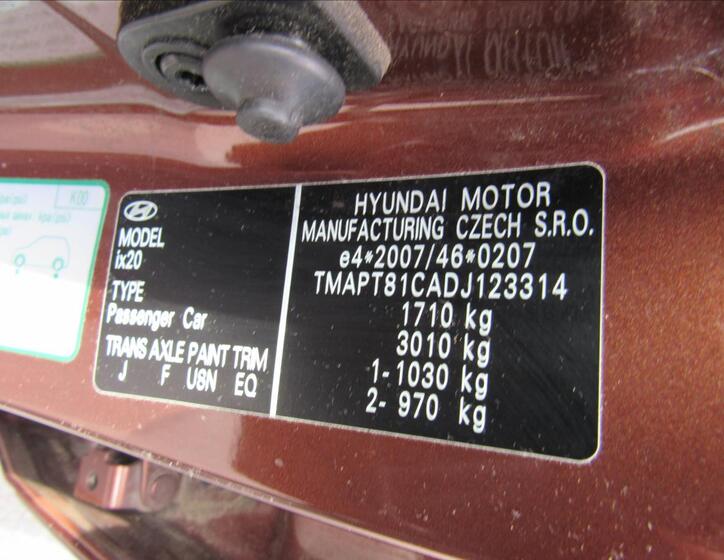 MODEL
ix20
TYPE
Passenger Car
TRANS AXLE PAINT TRIM
J F U8N EQ
HYUNDAI MOTOR
MANUFACTURING CZECH S.R.O.
e4*2007/46*0207
TMAPT81CADJ123314
1710 kg
3010 kg
1- 1030 kg
2- 970 kg
K00